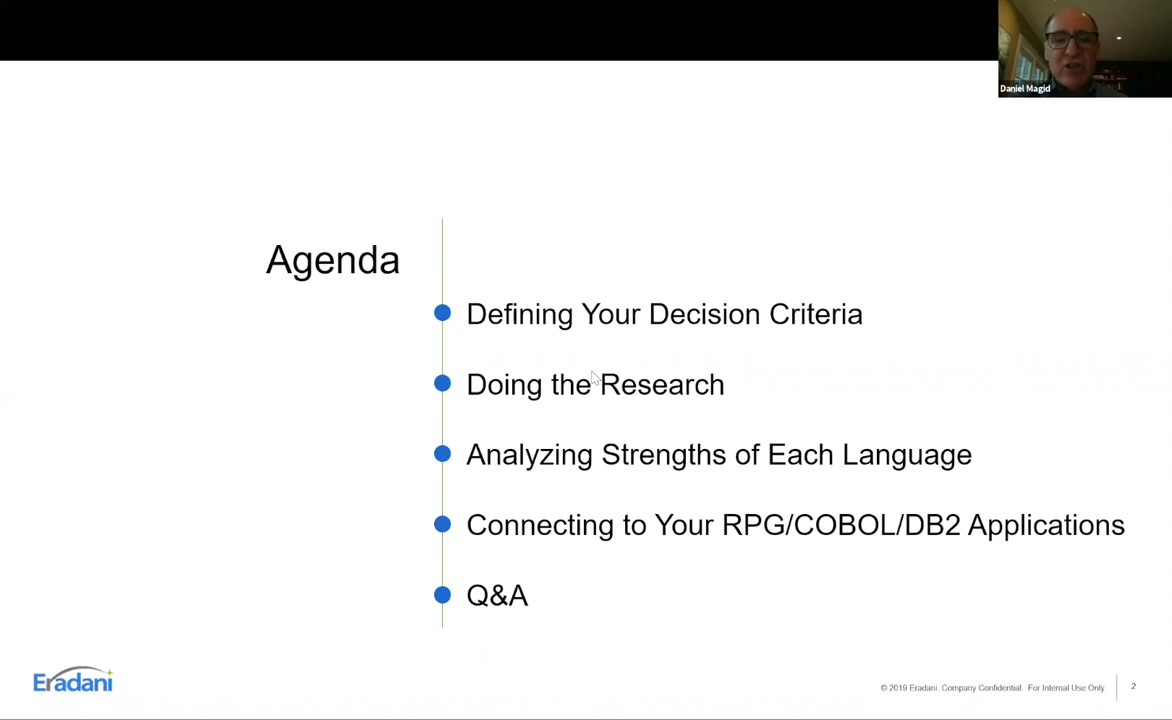 Daniel Magid
Agenda
Defining Your Decision Criteria
Doing the Research
Analyzing Strengths of Each Language
Connecting to Your RPG/COBOL/DB2 Applications
Q&A
Eradani
© 2019 Eradani. Company Confidential. For Internal Use Only. 2